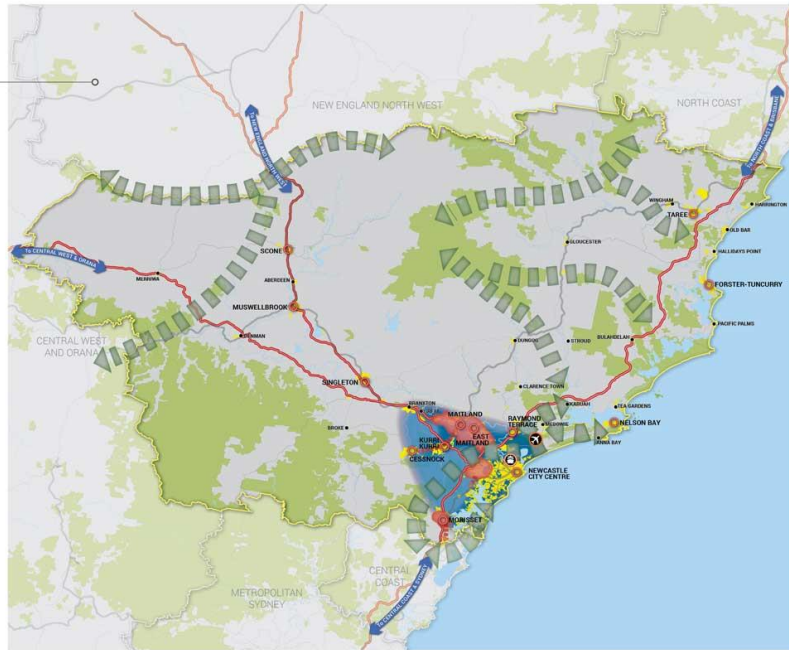 NEW ENGLAND NORTH WEST
NORTH COAST
To NEW ENGLAND NORTH WEST
To NORTH COAST & BRISBANE
WINGHAM
HARRINGTON
TAREE
OLD BAR
GLOUCESTER
HALLIDAYS POINT
To CENTRAL WEST & ORANA
SCONE
MERRIWA
ABERDEEN
FORSTER-TUNCURRY
MUSWELLBROOK
PACIFIC PALMS
CENTRAL WEST
AND ORANA
DENMAN
DUNGOG
STROUD
BULAHDELAH
SINGLETON
CLARENCE TOWN
BRANXTON
KARUAH
TEA GARDENS
MAITLAND
RAYMOND
TERRACE
MEDOWIE
NELSON BAY
BROKE
KURRI
KURRI
EAST
MAITLAND
ANNA BAY
CESSNOCK
NEWCASTLE
CITY CENTRE
MORISSET
CENTRAL
COAST
METROPOLITAN
SYDNEY
To CENTRAL COAST & SYDNEY